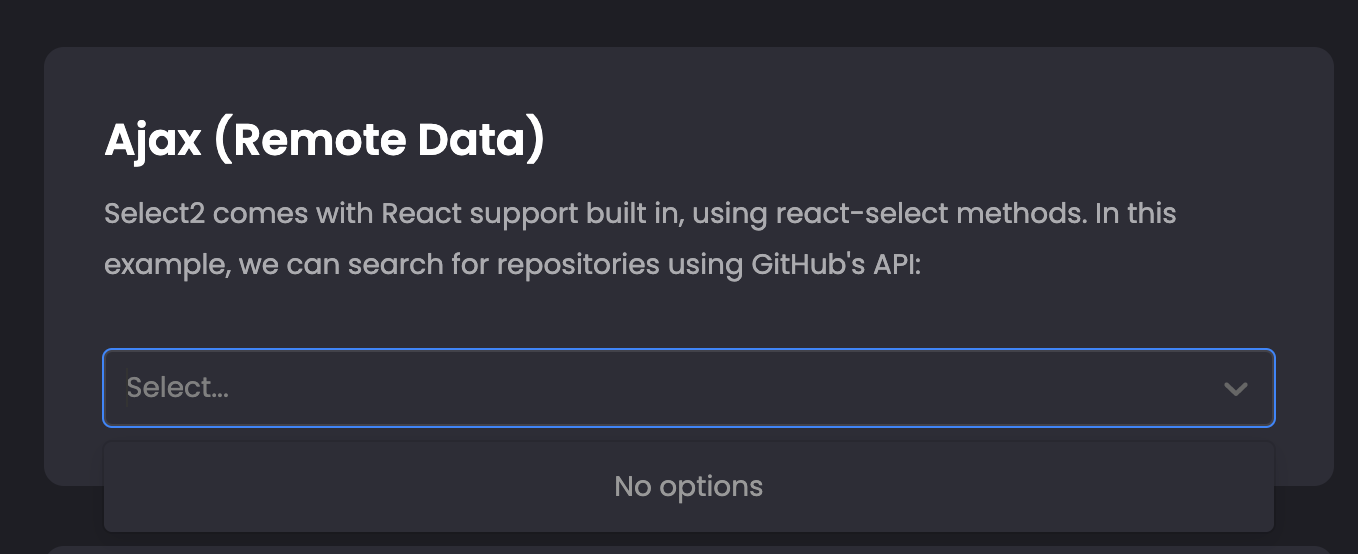 Ajax (Remote Data)
Select2 comes with React support built in, using react-select methods. In this
example, we can search for repositories using GitHub's API:
Select...
No options